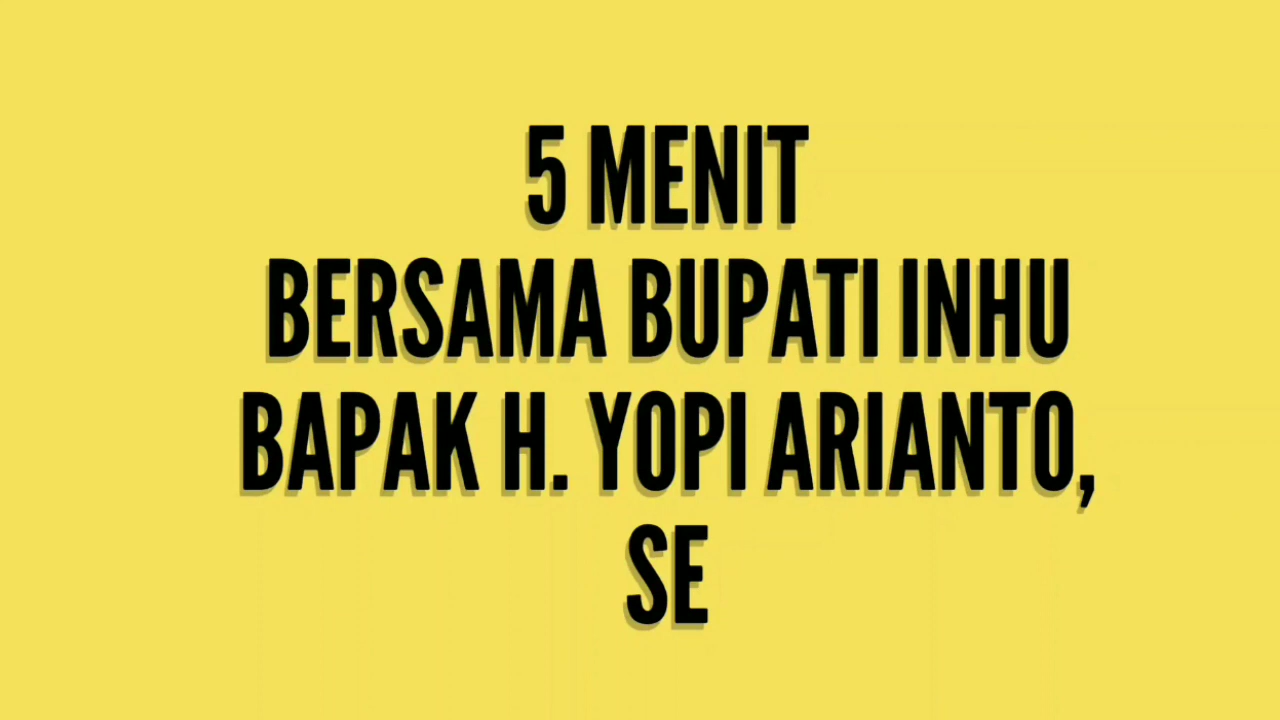 5 MENIT
BERSAMA BUPATI INHU
BAPAK H. YOPI ARIANTO,
SE